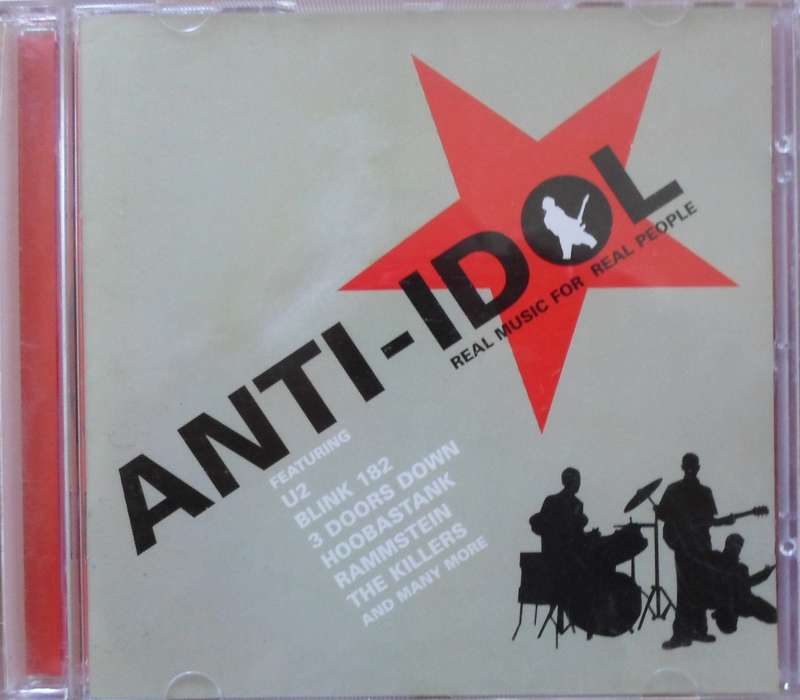 ANTI-IDOL
REAL MUSIC FOR REAL PEOPLE
FEATURING
U2
BLINK 182
3 DOORS DOWN
HOOBASTANK
RAMMSTEIN
THE KILLERS
AND MANY MORE